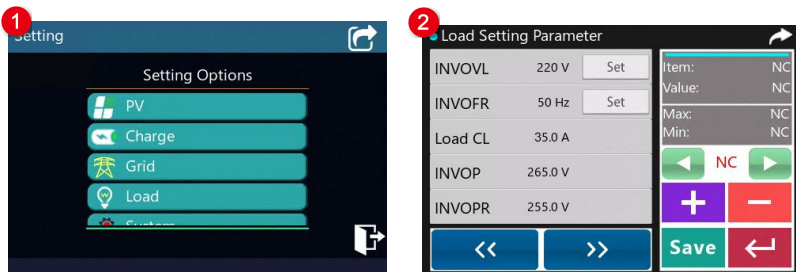 1
Setting
Setting Options
PV
Charge
Grid
Load
System
2
Load Setting Parameter
INVOVL 220 V Set
INVOFR 50 Hz Set
Load CL 35.0 A
INVOP 265.0 V
INVOPR 255.0 V
<< >>
Item: NC
Value: NC
Max: NC
Min: NC
NC
+ −
Save